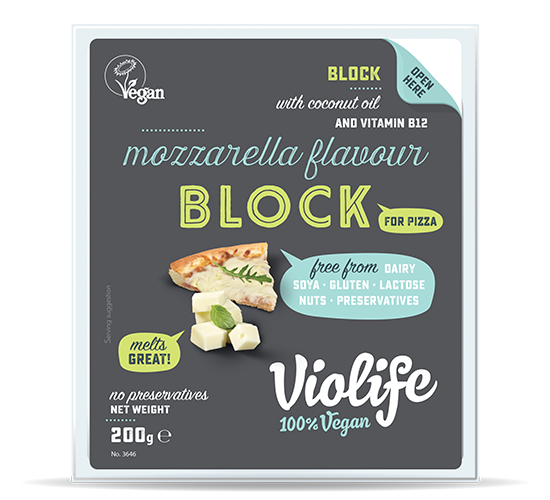 Vegan
BLOCK
with coconut oil
AND VITAMIN B12
OPEN
HERE
mozzarella flavour
BLOCK
FOR PIZZA
free from DAIRY
SOYA · GLUTEN · LACTOSE
NUTS · PRESERVATIVES
Serving suggestion
melts
GREAT!
no preservatives
NET WEIGHT
200g ℮
No. 3646
Violife
100% Vegan